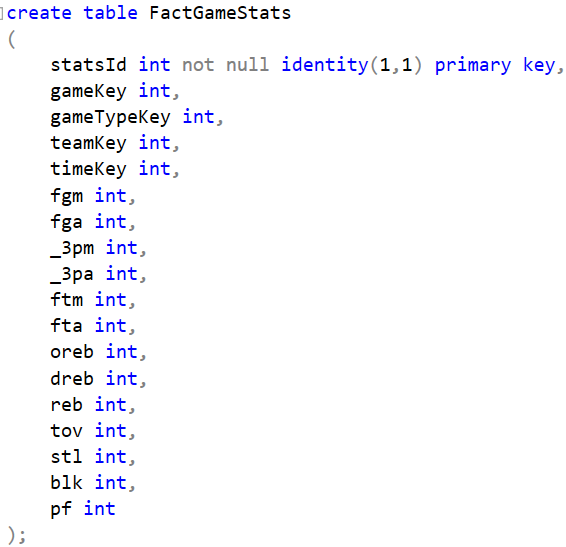 create table FactGameStats
(
statsId int not null identity(1,1) primary key,
gameKey int,
gameTypeKey int,
teamKey int,
timeKey int,
fgm int,
fga int,
_3pm int,
_3pa int,
ftm int,
fta int,
oreb int,
dreb int,
reb int,
tov int,
stl int,
blk int,
pf int
);